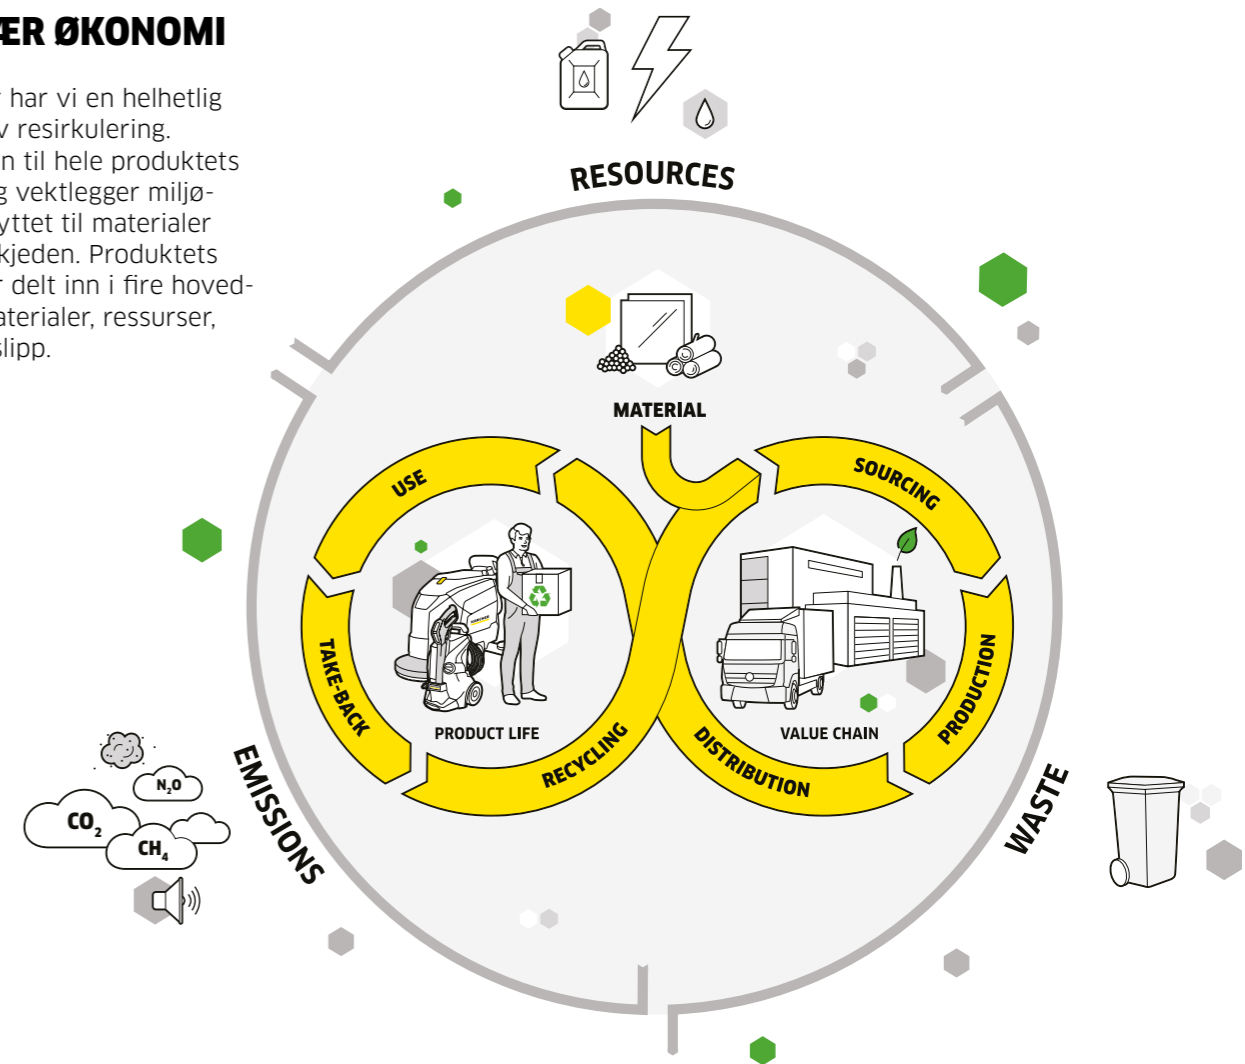 ÆR ØKONOMI
har vi en helhetlig
v resirkulering.
n til hele produktets
g vektlegger miljø-
yttet til materialer
kjeden. Produktets
r delt inn i fire hoved-
aterialer, ressurser,
slipp.
RESOURCES
MATERIAL
USE
SOURCING
TAKE-BACK
PRODUCTION
PRODUCT LIFE
VALUE CHAIN
RECYCLING
DISTRIBUTION
EMISSIONS
WASTE
N₂O
CO₂
CH₄